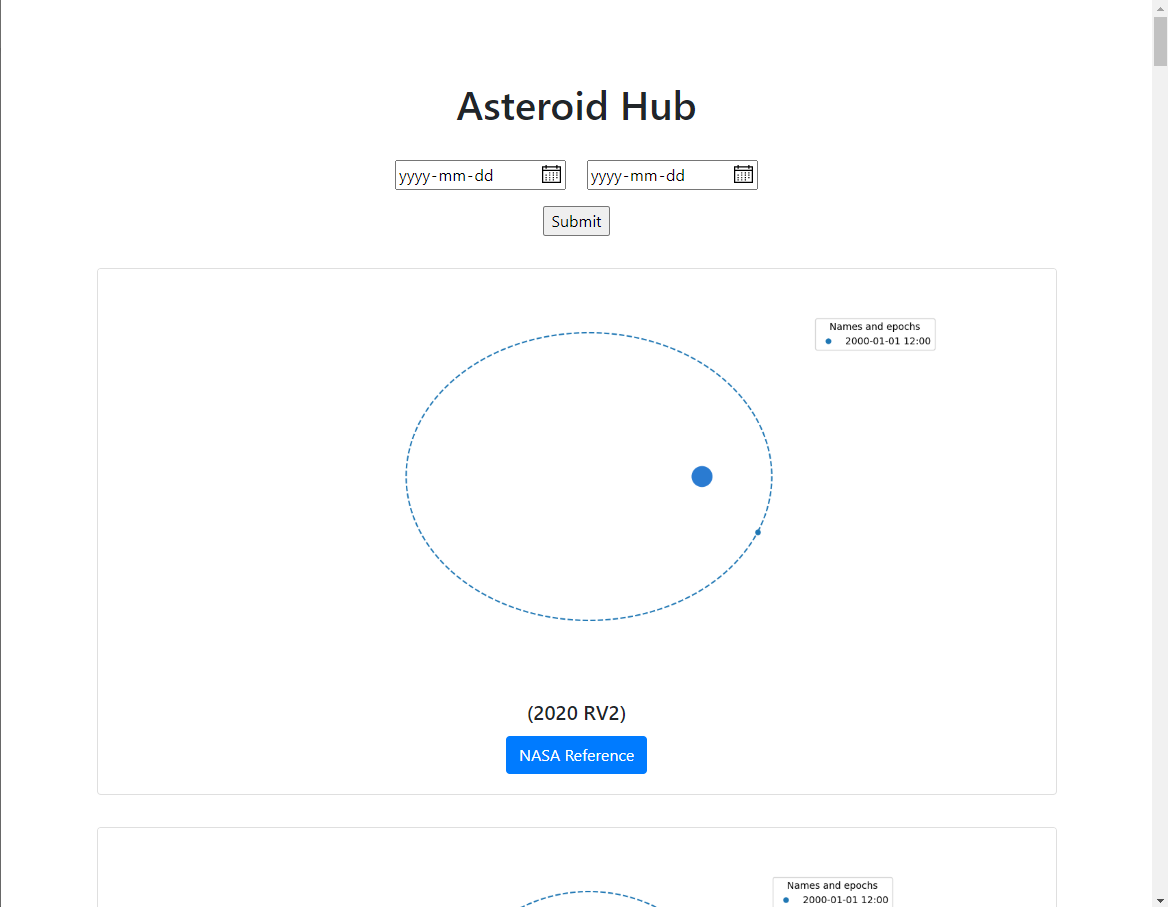 Asteroid Hub
yyyy-mm-dd yyyy-mm-dd
Submit
Names and epochs
2000-01-01 12:00
(2020 RV2)
NASA Reference
Names and epochs
2000-01-01 12:00